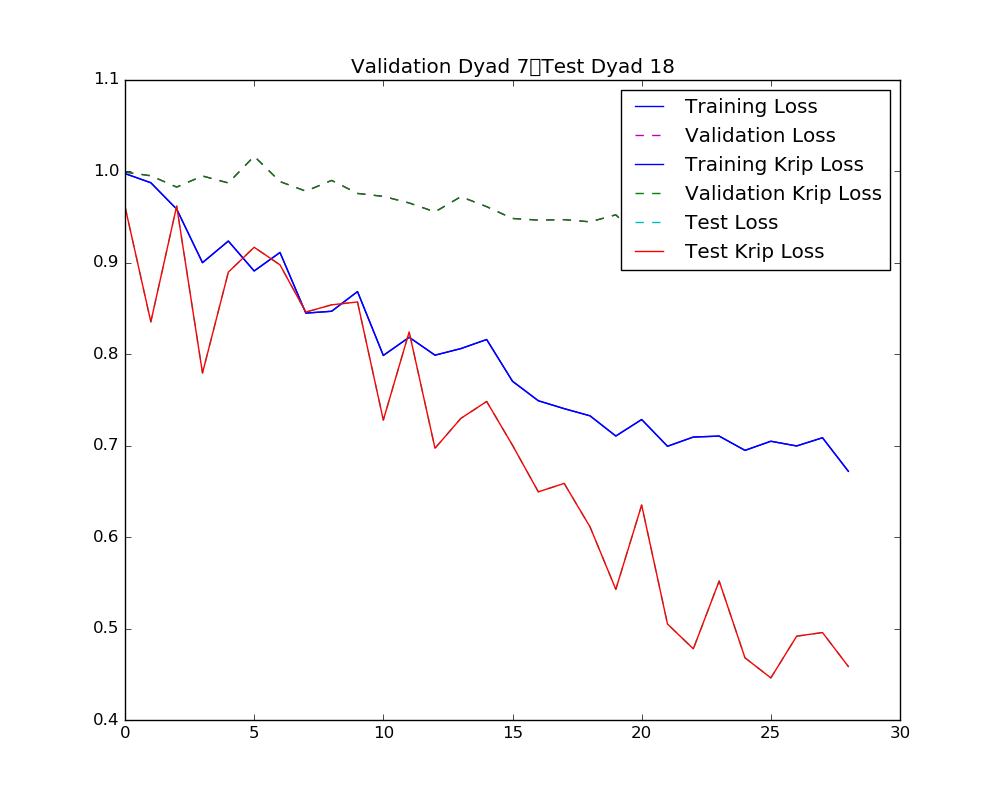 Validation Dyad 7▯Test Dyad 18
1.1
1.0
0.9
0.8
0.7
0.6
0.5
0.4
0 5 10 15 20 25 30
Training Loss
Validation Loss
Training Krip Loss
Validation Krip Loss
Test Loss
Test Krip Loss